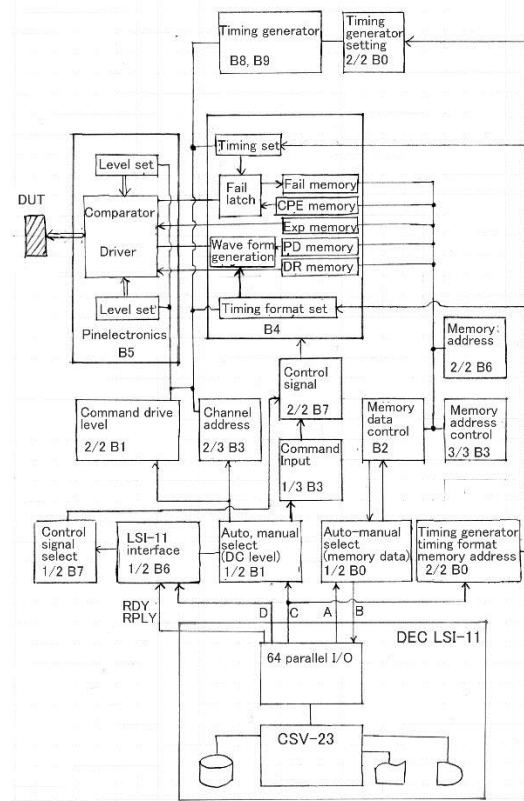 Timing generator
B8, B9
Timing
generator
setting
2/2 B0
Timing set
Level set
Fail
latch
Fail memory
CPE memory
DUT
Comparator
Driver
Exp memory
Wave form
generation
PD memory
DR memory
Level set
Timing format set
Pinelectronics
B5
B4
Memory
address
2/2 B6
Control
signal
2/2 B7
Command drive
level
2/2 B1
Channel
address
2/3 B3
Memory data
control
B2
Memory address
control
3/3 B3
Command
Input
1/3 B3
Control
signal
select
1/2 B7
LSI-11
interface
1/2 B6
Auto, manual
select
(DC level)
1/2 B1
Auto-manual
select
(memory data)
1/2 B0
Timing generator
timing format
memory address
2/2 B0
RDY
RPLY
D
C
A
B
DEC LSI-11
64 parallel I/O
CSV-23